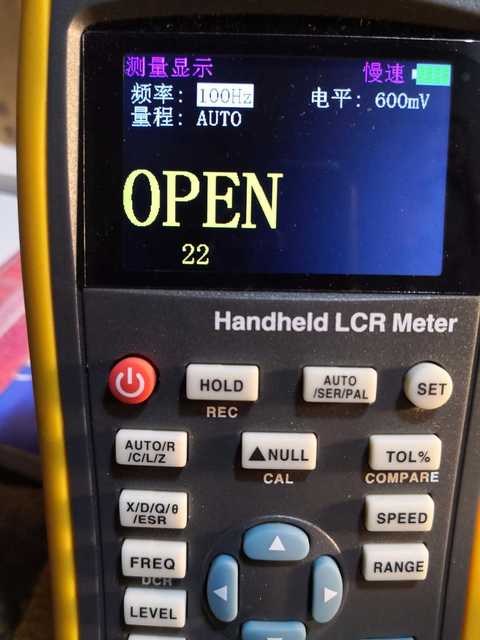 测量显示 慢速
频率: 100Hz 电平: 600mV
量程: AUTO
OPEN
22
Handheld LCR Meter
HOLD
REC
AUTO
/SER/PAL
SET
AUTO/R
/C/L/Z
▲NULL
CAL
TOL%
COMPARE
X/D/Q/θ
/ESR
SPEED
FREQ
DCR
RANGE
LEVEL